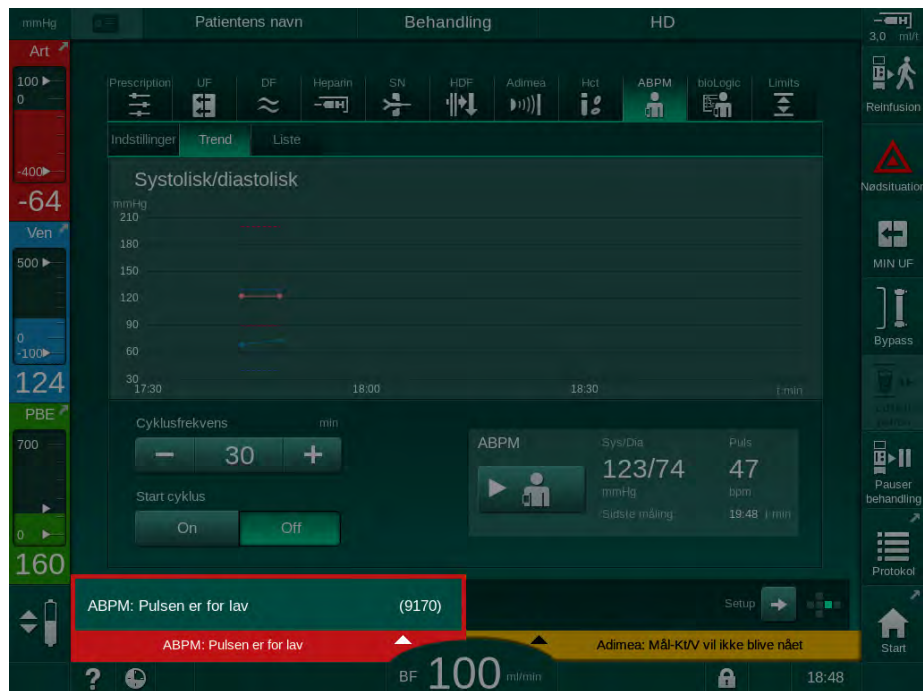 mmHg
Patientens navn
Behandling
HD
3,0 ml/t
Art
100
0
-400
-64
Ven
500
0
-100
124
PBE
700
0
160
Prescription
UF
DF
Heparin
SN
HDF
Adimea
Hct
ABPM
bioLogic
Limits
Indstillinger
Trend
Liste
Systolisk/diastolisk
mmHg
210
180
150
120
90
60
30
17:30
18:00
18:30
t:min
Cyklusfrekvens
min
30
Start cyklus
On
Off
ABPM
Sys/Dia
Puls
123/74
47
mmHg
bpm
Sidste måling
19:48
t:min
Reinfusion
Nødsituation
MIN UF
Bypass
Pauser
behandling
Protokol
Start
ABPM: Pulsen er for lav
(9170)
Setup
ABPM: Pulsen er for lav
Adimea: Mål-Kt/V vil ikke blive nået
?
BF
100
ml/min
18:48